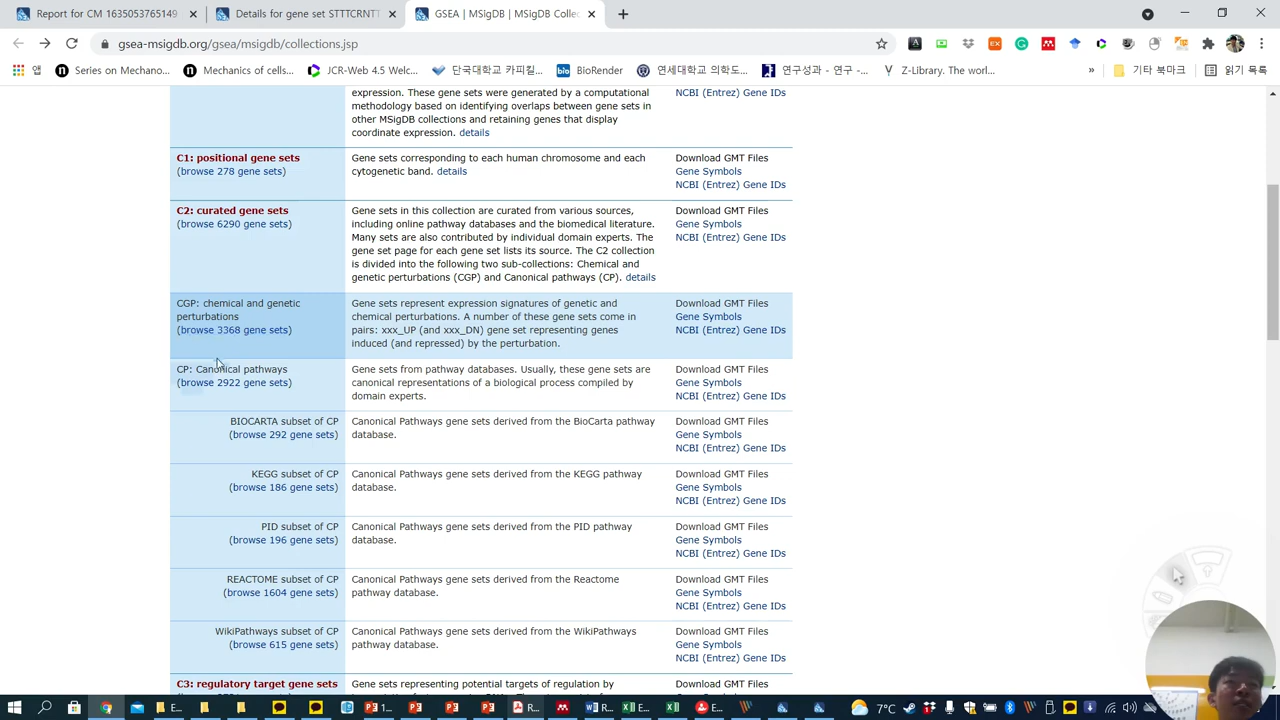 Report for CM 1635053765149
Details for gene set STTTCRNTT
GSEA | MSigDB | MSigDB Colle
gsea-msigdb.org/gsea/msigdb/collections.jsp
앱
Series on Mechano...
Mechanics of cells...
JCR-Web 4.5 Welc...
단국대학교 카피킬...
BioRender
연세대학교 의학도...
연구성과 - 연구 -...
Z-Library. The worl...
»
기타 북마크
읽기 목록
expression. These gene sets were generated by a computational
methodology based on identifying overlaps between gene sets in
other MSigDB collections and retaining genes that display
coordinate expression. details
NCBI (Entrez) Gene IDs
C1: positional gene sets
(browse 278 gene sets)
Gene sets corresponding to each human chromosome and each
cytogenetic band. details
Download GMT Files
Gene Symbols
NCBI (Entrez) Gene IDs
C2: curated gene sets
(browse 6290 gene sets)
Gene sets in this collection are curated from various sources,
including online pathway databases and the biomedical literature.
Many sets are also contributed by individual domain experts. The
gene set page for each gene set lists its source. The C2 collection
is divided into the following two sub-collections: Chemical and
genetic perturbations (CGP) and Canonical pathways (CP). details
Download GMT Files
Gene Symbols
NCBI (Entrez) Gene IDs
CGP: chemical and genetic
perturbations
(browse 3368 gene sets)
Gene sets represent expression signatures of genetic and
chemical perturbations. A number of these gene sets come in
pairs: xxx_UP (and xxx_DN) gene set representing genes
induced (and repressed) by the perturbation.
Download GMT Files
Gene Symbols
NCBI (Entrez) Gene IDs
CP: Canonical pathways
(browse 2922 gene sets)
Gene sets from pathway databases. Usually, these gene sets are
canonical representations of a biological process compiled by
domain experts.
Download GMT Files
Gene Symbols
NCBI (Entrez) Gene IDs
BIOCARTA subset of CP
(browse 292 gene sets)
Canonical Pathways gene sets derived from the BioCarta pathway
database.
Download GMT Files
Gene Symbols
NCBI (Entrez) Gene IDs
KEGG subset of CP
(browse 186 gene sets)
Canonical Pathways gene sets derived from the KEGG pathway
database.
Download GMT Files
Gene Symbols
NCBI (Entrez) Gene IDs
PID subset of CP
(browse 196 gene sets)
Canonical Pathways gene sets derived from the PID pathway
database.
Download GMT Files
Gene Symbols
NCBI (Entrez) Gene IDs
REACTOME subset of CP
(browse 1604 gene sets)
Canonical Pathways gene sets derived from the Reactome
pathway database.
Download GMT Files
Gene Symbols
NCBI (Entrez) Gene IDs
WikiPathways subset of CP
(browse 615 gene sets)
Canonical Pathways gene sets derived from the WikiPathways
pathway database.
Download GMT Files
Gene Symbols
NCBI (Entrez) Gene IDs
C3: regulatory target gene sets
Gene sets representing potential targets of regulation by
Download GMT Files
7°C